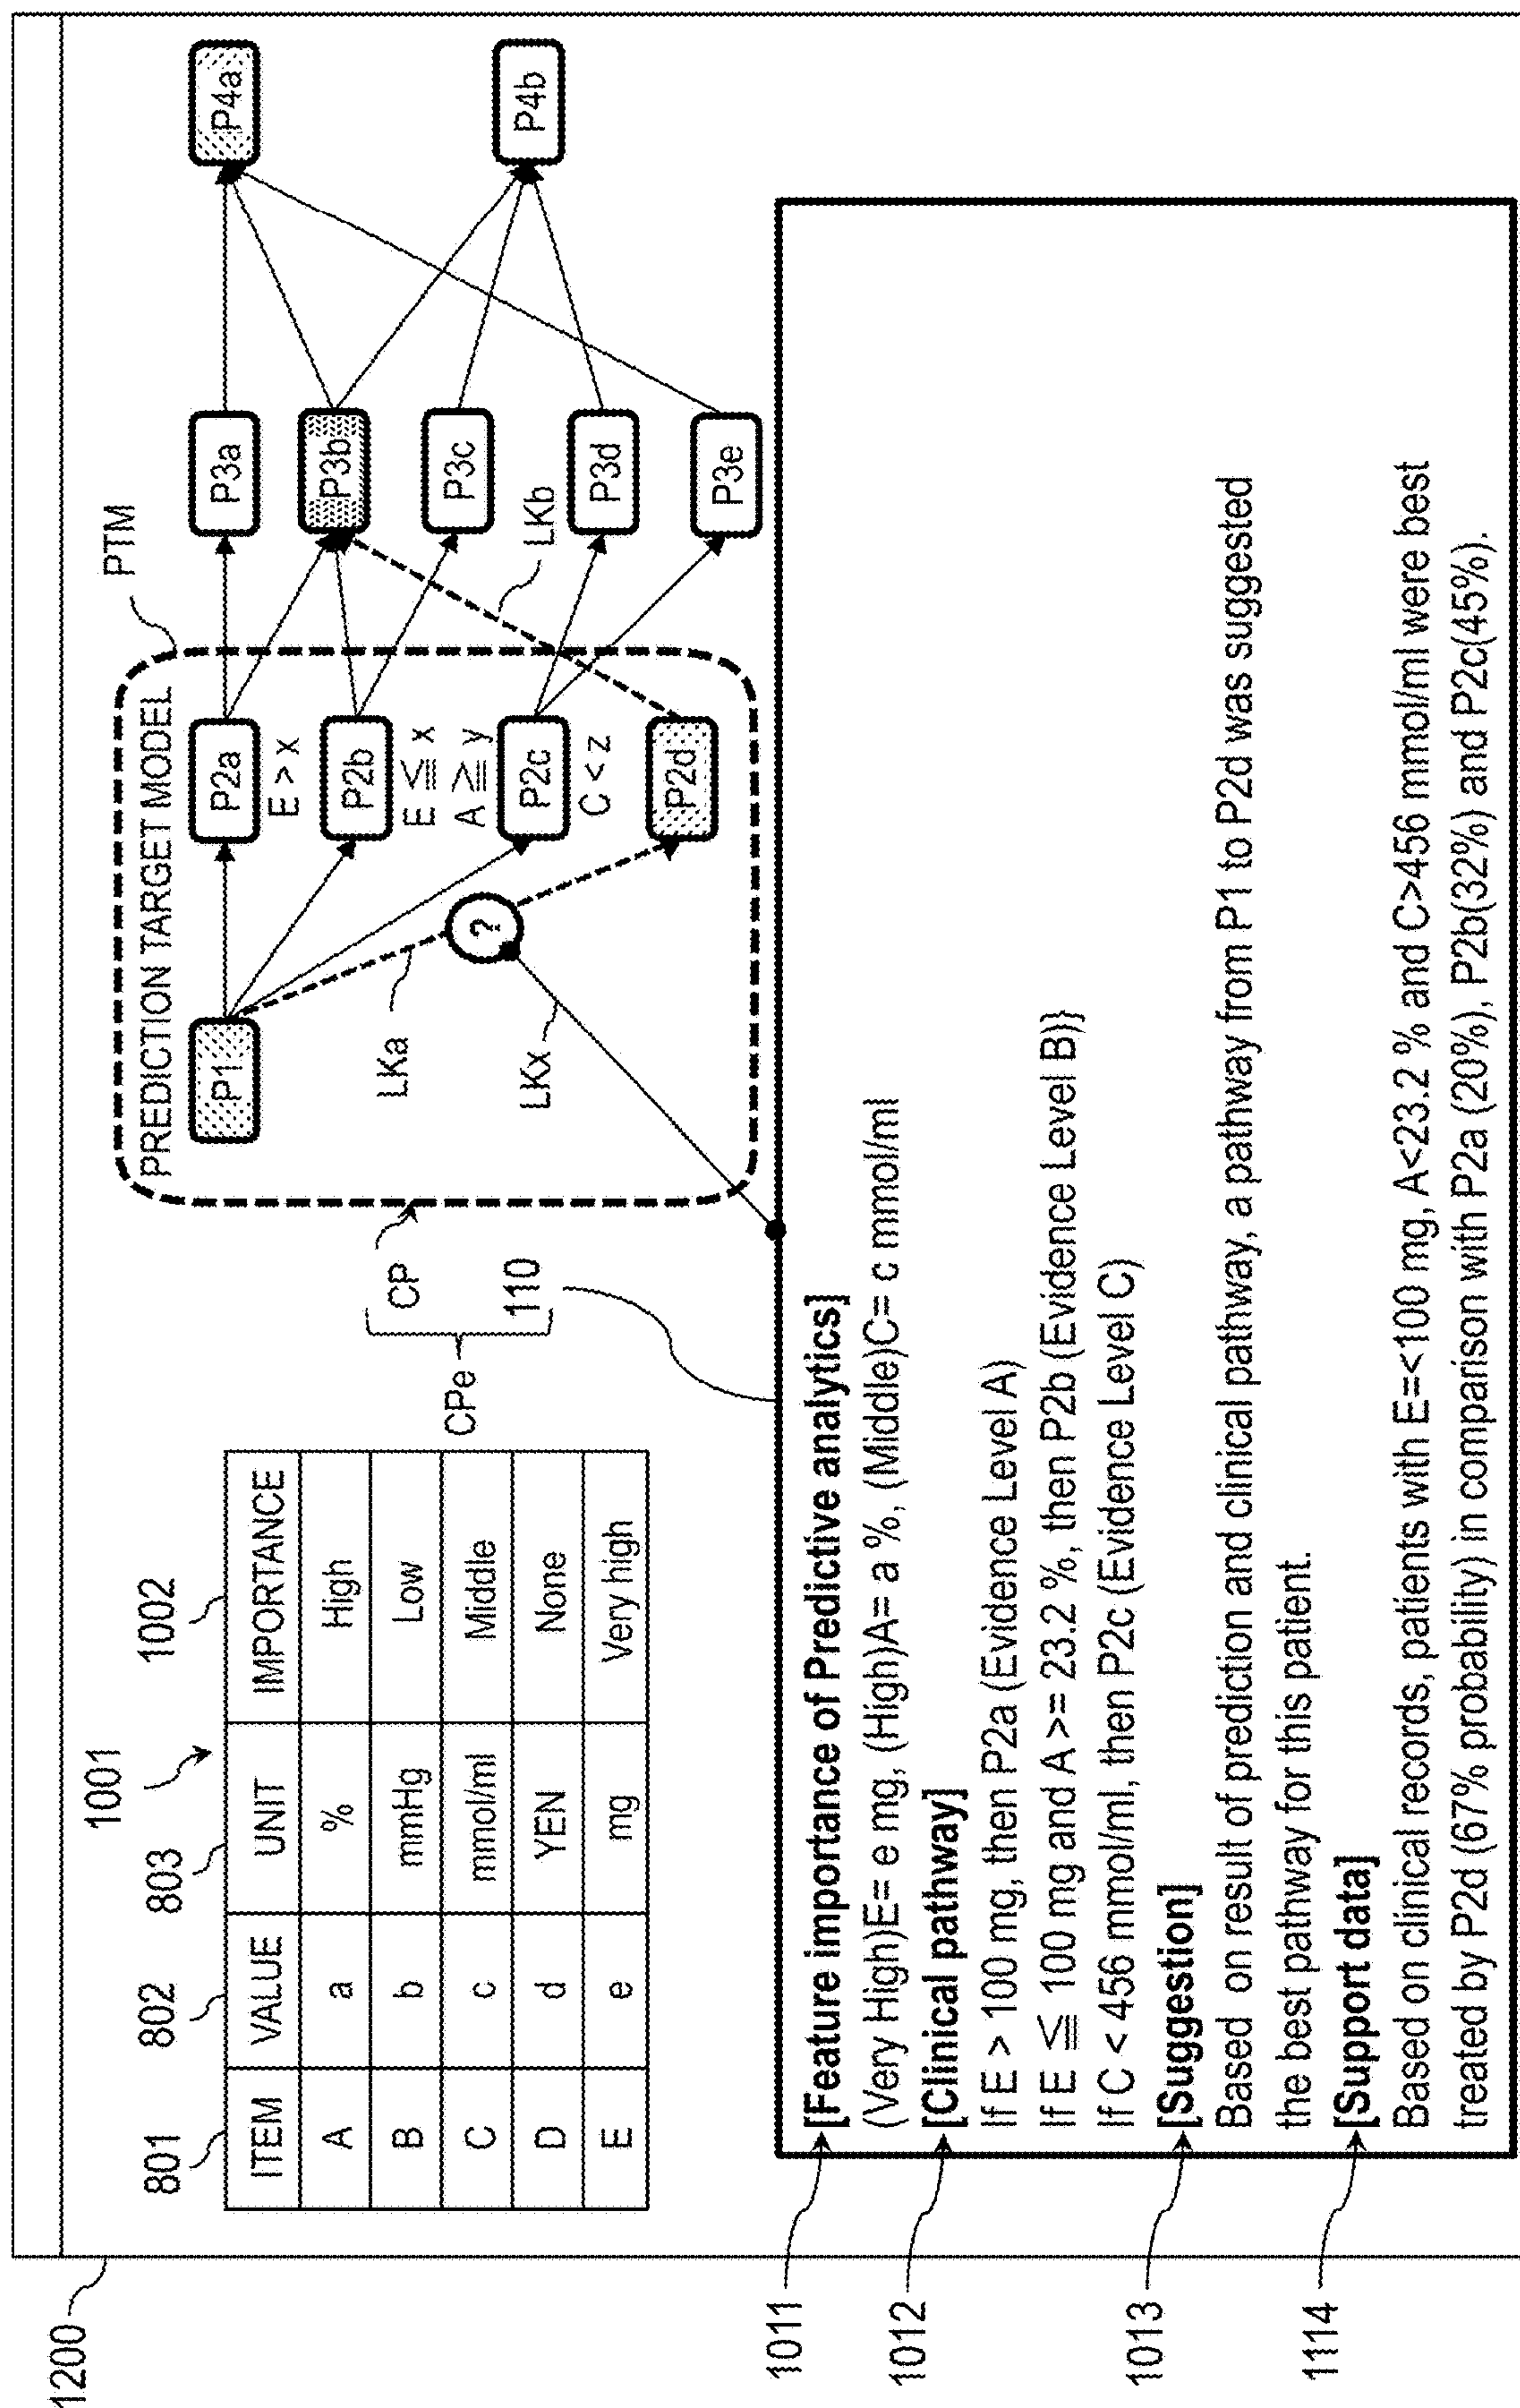 1200
1001
801
802
803
1002
ITEM VALUE UNIT IMPORTANCE
A a % High
B b mmHg Low
C c mmol/ml Middle
D d YEN None
E e mg Very high
CPe
CP
110
PTM
PREDICTION TARGET MODEL
P1
P2a
E > x
P2b
E ≦ x
A ≧ y
P2c
C < z
P2d
?
LKa
LKx
LKb
P3a
P3b
P3c
P3d
P3e
P4a
P4b
1011
[Feature importance of Predictive analytics]
(Very High)E= e mg, (High)A= a %, (Middle)C= c mmol/ml
1012
[Clinical pathway]
If E > 100 mg, then P2a (Evidence Level A)
If E ≦ 100 mg and A >= 23.2 %, then P2b (Evidence Level B)}
If C < 456 mmol/ml, then P2c (Evidence Level C)
1013
[Suggestion]
Based on result of prediction and clinical pathway, a pathway from P1 to P2d was suggested
the best pathway for this patient.
1114
[Support data]
Based on clinical records, patients with E=<100 mg, A<23.2 % and C>456 mmol/ml were best
treated by P2d (67% probability) in comparison with P2a (20%), P2b(32%) and P2c(45%).